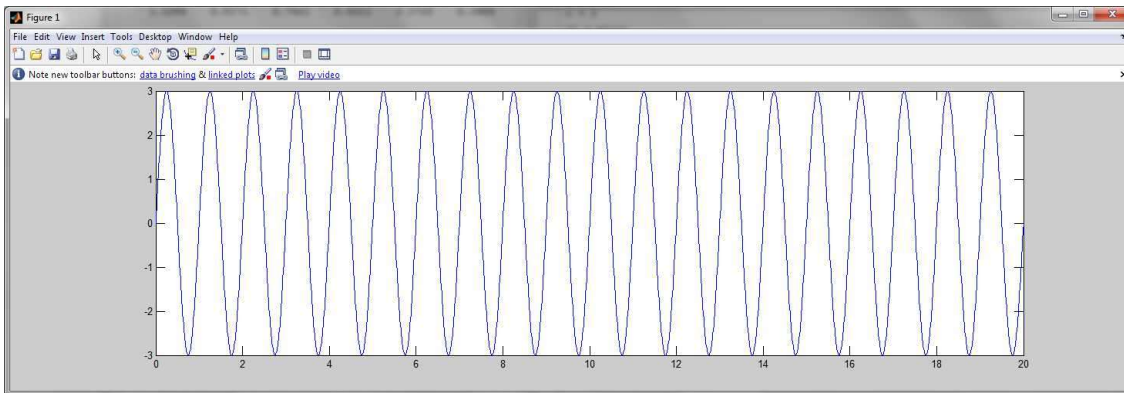 Figure 1
File Edit View Insert Tools Desktop Window Help
Note new toolbar buttons: data brushing & linked plots Play video
3
2
1
0
-1
-2
-3
0 2 4 6 8 10 12 14 16 18 20